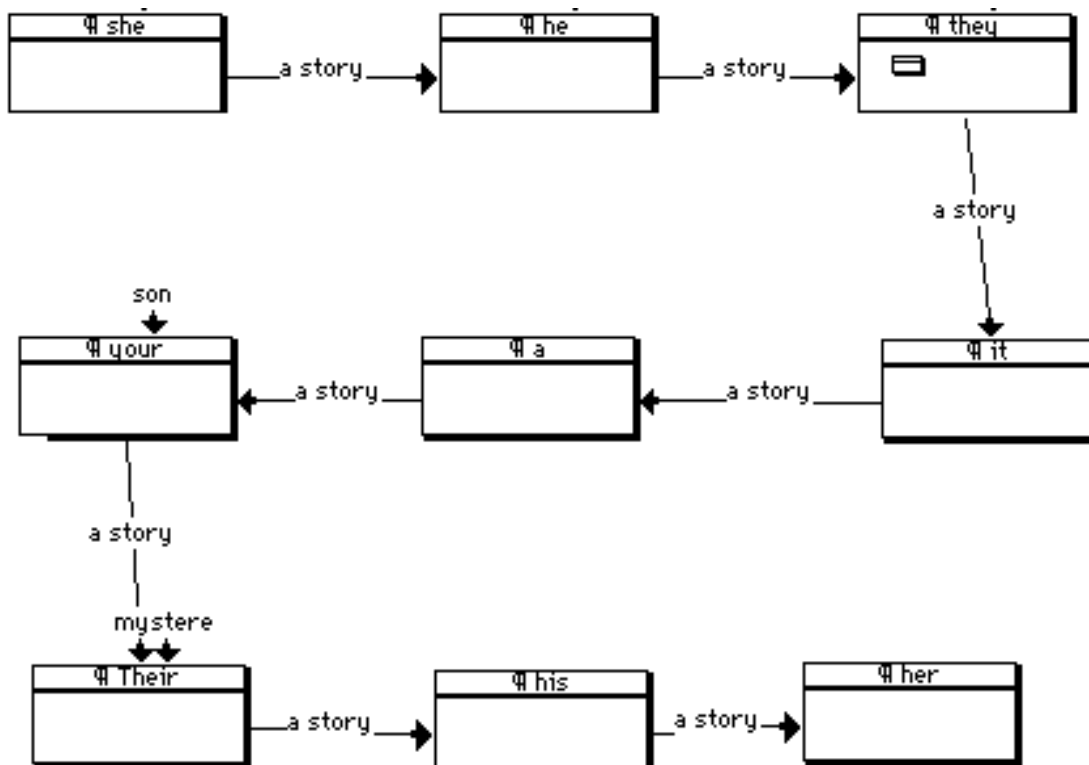 ¶ she
a story
¶ he
a story
¶ they
a story
son
¶ your
a story
¶ a
a story
¶ it
a story
mystere
¶ Their
a story
¶ his
a story
¶ her